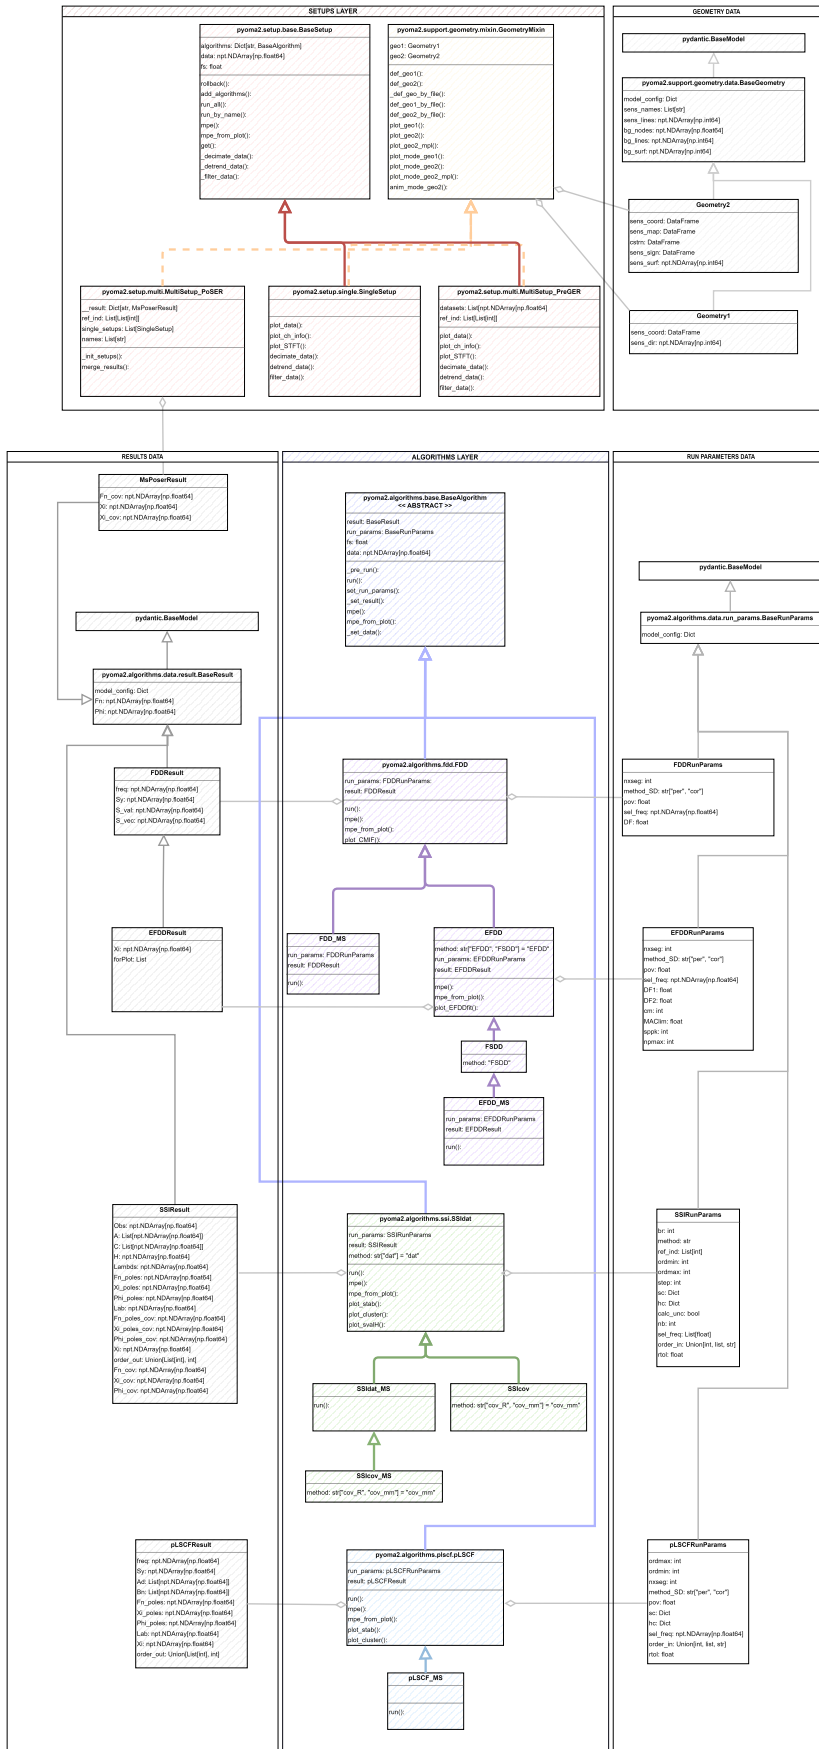 SETUPS LAYER
pyoma2.setup.base.BaseSetup
algorithms: Dict[str, BaseAlgorithm]
data: npt.NDArray[np.float64]
fs: float
rollback():
add_algorithms():
run_all():
run_by_name():
mpe():
mpe_from_plot():
get():
_decimate_data():
_detrend_data():
_filter_data():
pyoma2.support.geometry.mixin.GeometryMixin
geo1: Geometry1
geo2: Geometry2
def_geo1():
def_geo2():
_def_geo_by_file():
def_geo1_by_file():
def_geo2_by_file():
plot_geo1():
plot_geo2():
plot_geo2_mpl():
plot_mode_geo1():
plot_mode_geo2():
plot_mode_geo2_mpl():
anim_mode_geo2():
pyoma2.setup.multi.MultiSetup_PoSER
__result: Dict[str, MsPoserResult]
ref_ind: List[List[int]]
single_setups: List[SingleSetup]
names: List[str]
_init_setups():
merge_results():
pyoma2.setup.single.SingleSetup
plot_data():
plot_ch_info():
plot_STFT():
decimate_data():
detrend_data():
filter_data():
pyoma2.setup.multi.MultiSetup_PreGER
datasets: List[npt.NDArray[np.float64]
ref_ind: List[List[int]]
plot_data():
plot_ch_info():
plot_STFT():
decimate_data():
detrend_data():
filter_data():
GEOMETRY DATA
pydantic.BaseModel
pyoma2.support.geometry.data.BaseGeometry
model_config: Dict
sens_names: List[str]
sens_lines: npt.NDArray[np.int64]
bg_nodes: npt.NDArray[np.float64]
bg_lines: npt.NDArray[np.int64]
bg_surf: npt.NDArray[np.int64]
Geometry2
sens_coord: DataFrame
sens_map: DataFrame
cstrn: DataFrame
sens_sign: DataFrame
sens_surf: npt.NDArray[np.int64]
Geometry1
sens_coord: DataFrame
sens_dir: npt.NDArray[np.int64]
RESULTS DATA
MsPoserResult
Fn_cov: npt.NDArray[np.float64]
Xi: npt.NDArray[np.float64]
Xi_cov: npt.NDArray[np.float64]
pydantic.BaseModel
pyoma2.algorithms.data.result.BaseResult
model_config: Dict
Fn: npt.NDArray[np.float64]
Phi: npt.NDArray[np.float64]
FDDResult
freq: npt.NDArray[np.float64]
Sy: npt.NDArray[np.float64]
S_val: npt.NDArray[np.float64]
S_vec: npt.NDArray[np.float64]
EFDDResult
Xi: npt.NDArray[np.float64]
forPlot: List
SSIResult
Obs: npt.NDArray[np.float64]
A: List[npt.NDArray[np.float64]]
C: List[npt.NDArray[np.float64]]
H: npt.NDArray[np.float64]
Lambds: npt.NDArray[np.float64]
Fn_poles: npt.NDArray[np.float64]
Xi_poles: npt.NDArray[np.float64]
Phi_poles: npt.NDArray[np.float64]
Lab: npt.NDArray[np.float64]
Fn_poles_cov: npt.NDArray[np.float64]
Xi_poles_cov: npt.NDArray[np.float64]
Phi_poles_cov: npt.NDArray[np.float64]
Xi: npt.NDArray[np.float64]
order_out: Union[List[int], int]
Fn_cov: npt.NDArray[np.float64]
Xi_cov: npt.NDArray[np.float64]
Phi_cov: npt.NDArray[np.float64]
pLSCFResult
freq: npt.NDArray[np.float64]
Sy: npt.NDArray[np.float64]
Ad: List[npt.NDArray[np.float64]]
Bn: List[npt.NDArray[np.float64]]
Fn_poles: npt.NDArray[np.float64]
Xi_poles: npt.NDArray[np.float64]
Phi_poles: npt.NDArray[np.float64]
Lab: npt.NDArray[np.float64]
Xi: npt.NDArray[np.float64]
order_out: Union[List[int], int]
ALGORITHMS LAYER
pyoma2.algorithms.base.BaseAlgorithm
<< ABSTRACT >>
result: BaseResult
run_params: BaseRunParams
fs: float
data: npt.NDArray[np.float64]
_pre_run():
run():
set_run_params():
_set_result():
mpe():
mpe_from_plot():
_set_data():
pyoma2.algorithms.fdd.FDD
run_params: FDDRunParams:
result: FDDResult
run():
mpe():
mpe_from_plot():
plot_CMIF():
FDD_MS
run_params: FDDRunParams
result: FDDResult
run():
EFDD
method: str["EFDD", "FSDD"] = "EFDD"
run_params: EFDDRunParams
result: EFDDResult
mpe():
mpe_from_plot():
plot_EFDDfit():
FSDD
method: "FSDD"
EFDD_MS
run_params: EFDDRunParams
result: EFDDResult
run():
pyoma2.algorithms.ssi.SSIdat
run_params: SSIRunParams
result: SSIResult
method: str["dat"] = "dat"
run():
mpe():
mpe_from_plot():
plot_stab():
plot_cluster():
plot_svalH():
SSIdat_MS
run():
SSIcov
method: str["cov_R", "cov_mm"] = "cov_mm"
SSIcov_MS
method: str["cov_R", "cov_mm"] = "cov_mm"
pyoma2.algorithms.plscf.pLSCF
run_params: pLSCFRunParams
result: pLSCFResult
run():
mpe():
mpe_from_plot():
plot_stab():
plot_cluster():
pLSCF_MS
run():
RUN PARAMETERS DATA
pydantic.BaseModel
pyoma2.algorithms.data.run_params.BaseRunParams
model_config: Dict
FDDRunParams
nxseg: int
method_SD: str["per", "cor"]
pov: float
sel_freq: npt.NDArray[np.float64]
DF: float
EFDDRunParams
nxseg: int
method_SD: str["per", "cor"]
pov: float
sel_freq: npt.NDArray[np.float64]
DF1: float
DF2: float
cm: int
MAClim: float
sppk: int
npmax: int
SSIRunParams
br: int
method: str
ref_ind: List[int]
ordmin: int
ordmax: int
step: int
sc: Dict
hc: Dict
calc_unc: bool
nb: int
sel_freq: List[float]
order_in: Union[int, list, str]
rtol: float
pLSCFRunParams
ordmax: int
ordmin: int
nxseg: int
method_SD: str["per", "cor"]
pov: float
sc: Dict
hc: Dict
sel_freq: npt.NDArray[np.float64]
order_in: Union[int, list, str]
rtol: float